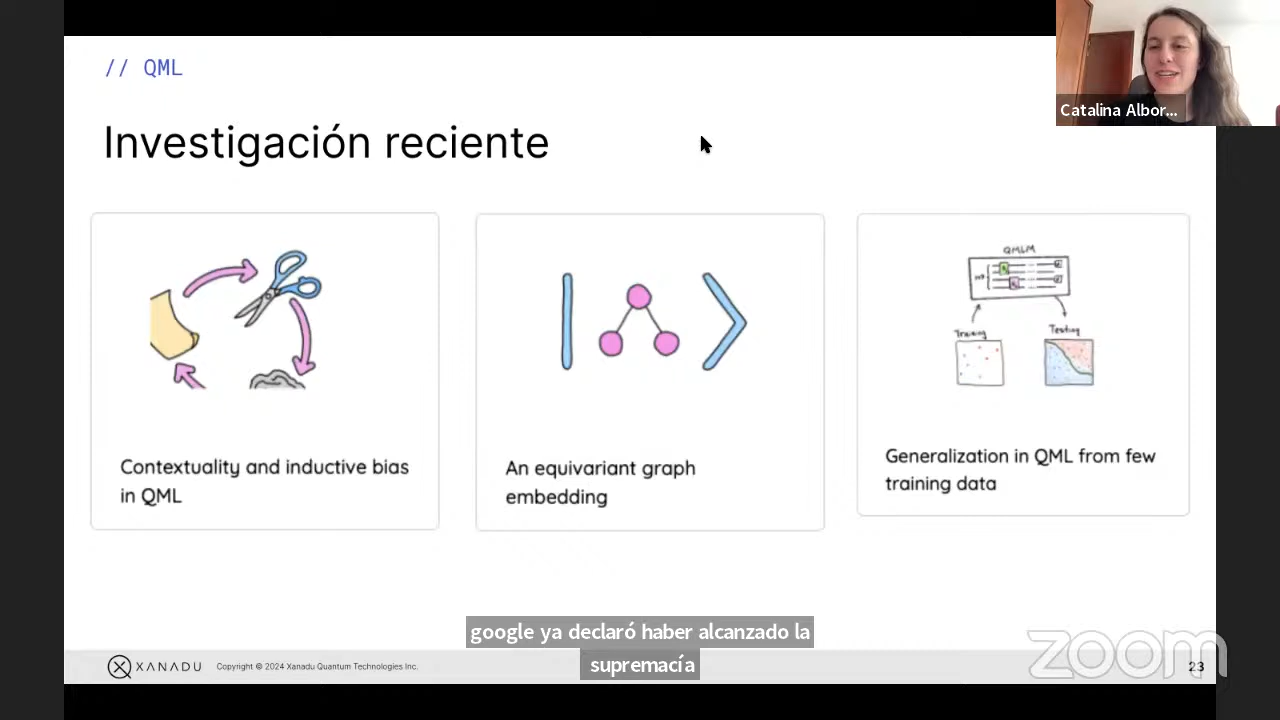 // QML
Catalina Albor...
Investigación reciente
QMLM
Training
Testing
Contextuality and inductive bias
in QML
An equivariant graph
embedding
Generalization in QML from few
training data
google ya declaró haber alcanzado la
supremacía
XANADU
Copyright © 2024 Xanadu Quantum Technologies Inc.
zoom
23